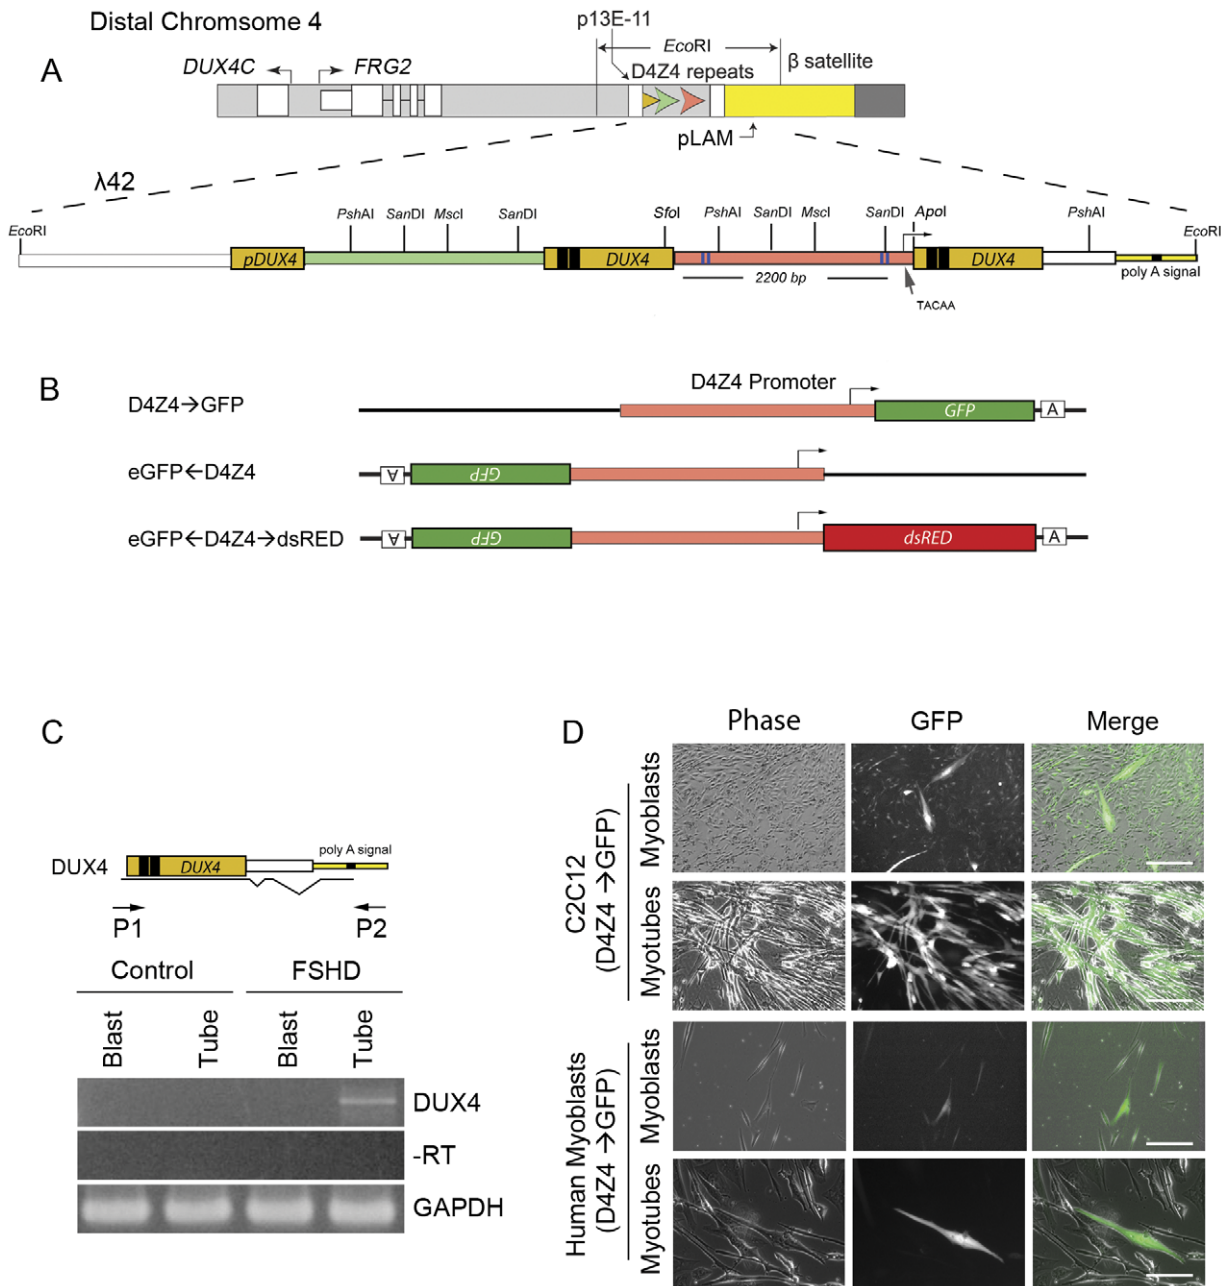 Distal Chromsome 4
A
DUX4C
FRG2
p13E-11
EcoRI
D4Z4 repeats
β satellite
pLAM
λ42
EcoRI
PshAI
SanDI
MscI
SanDI
SfoI
PshAI
SanDI
MscI
SanDI
ApoI
PshAI
EcoRI
pDUX4
DUX4
DUX4
2200 bp
poly A signal
TACAA
B
D4Z4 Promoter
D4Z4→GFP
GFP
A
eGFP←D4Z4
A
GFP
eGFP←D4Z4→dsRED
A
GFP
dsRED
A
C
DUX4
DUX4
poly A signal
P1
P2
Control
FSHD
Blast
Tube
Blast
Tube
DUX4
-RT
GAPDH
D
Phase
GFP
Merge
C2C12
(D4Z4 →GFP)
Myoblasts
Myotubes
Human Myoblasts
(D4Z4 →GFP)
Myoblasts
Myotubes